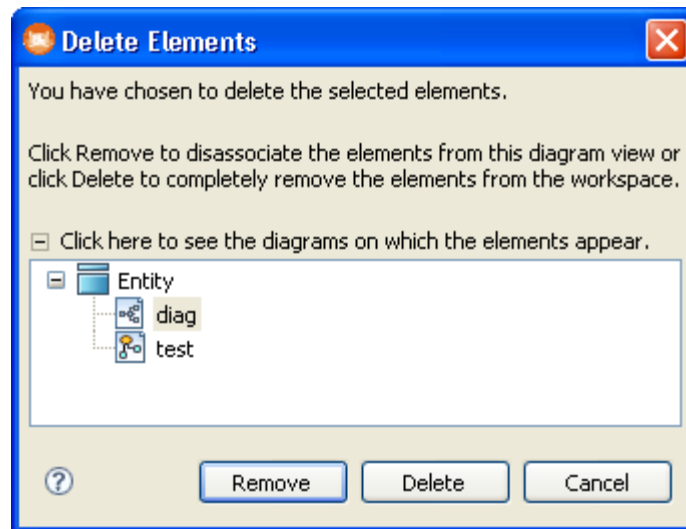 Delete Elements
You have chosen to delete the selected elements.
Click Remove to disassociate the elements from this diagram view or
click Delete to completely remove the elements from the workspace.
Click here to see the diagrams on which the elements appear.
Entity
diag
test
Remove Delete Cancel